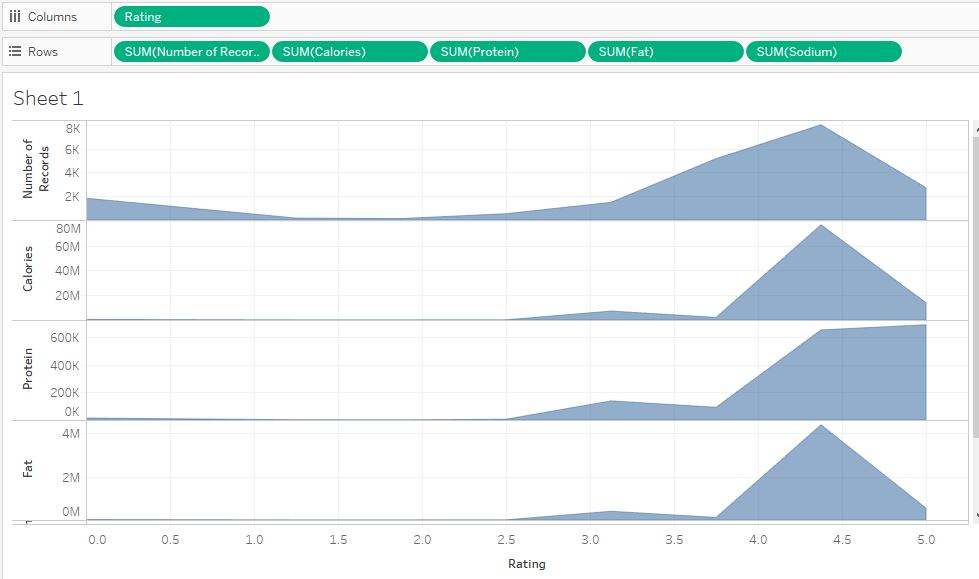 Columns
Rating
Rows
SUM(Number of Recor..
SUM(Calories)
SUM(Protein)
SUM(Fat)
SUM(Sodium)
Sheet 1
Number of
Records
8K
6K
4K
2K
Calories
80M
60M
40M
20M
Protein
600K
400K
200K
0K
Fat
4M
2M
0M
0.0 0.5 1.0 1.5 2.0 2.5 3.0 3.5 4.0 4.5 5.0
Rating